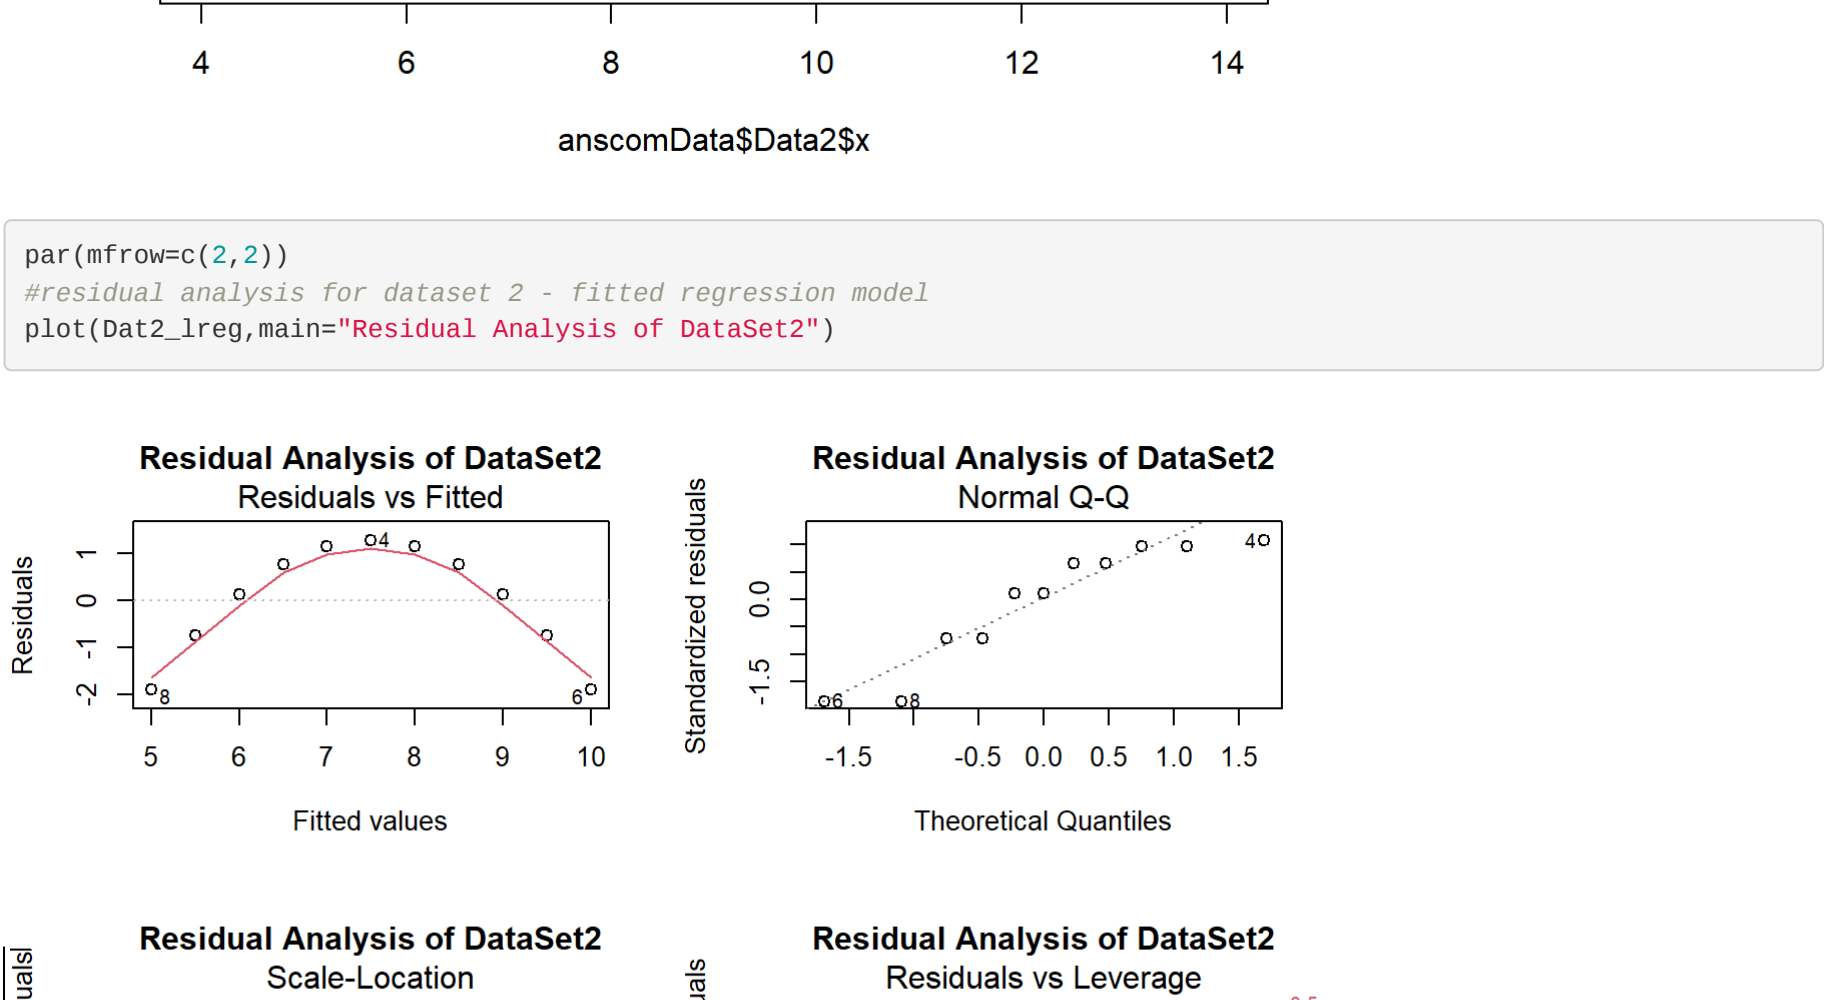 4 6 8 10 12 14
anscomData$Data2$x
par(mfrow=c(2,2))
#residual analysis for dataset 2 - fitted regression model
plot(Dat2_lreg,main="Residual Analysis of DataSet2")
Residual Analysis of DataSet2
Residuals vs Fitted
Residuals
1
0
-1
-2
4
8
6
5 6 7 8 9 10
Fitted values
Residual Analysis of DataSet2
Normal Q-Q
Standardized residuals
0.0
-1.5
4
6
8
-1.5 -0.5 0.0 0.5 1.0 1.5
Theoretical Quantiles
Residual Analysis of DataSet2
Scale-Location
Residual Analysis of DataSet2
Residuals vs Leverage